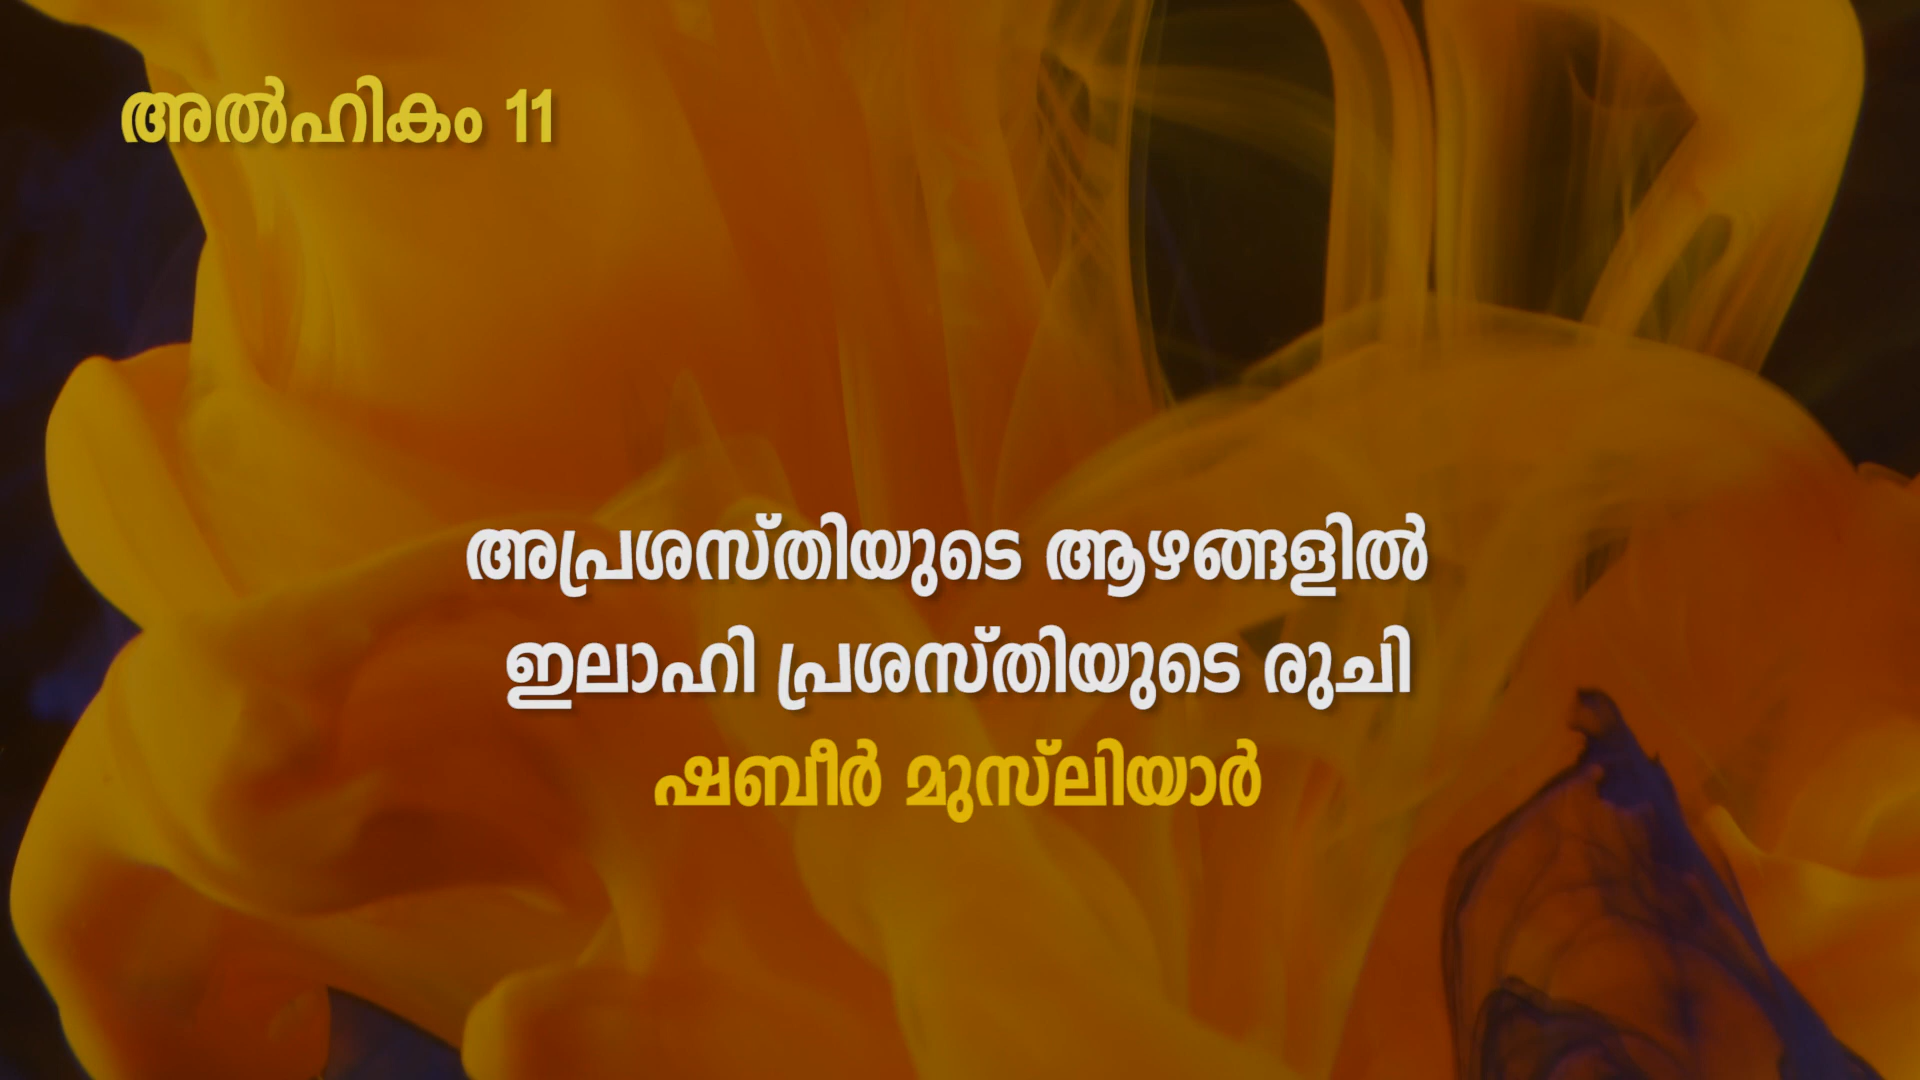 അൽഹികം 11
അപ്രശസ്തിയുടെ ആഴങ്ങളിൽ
ഇലാഹി പ്രശസ്തിയുടെ രുചി
ഷബീർ മുസ്‌ലിയാർ